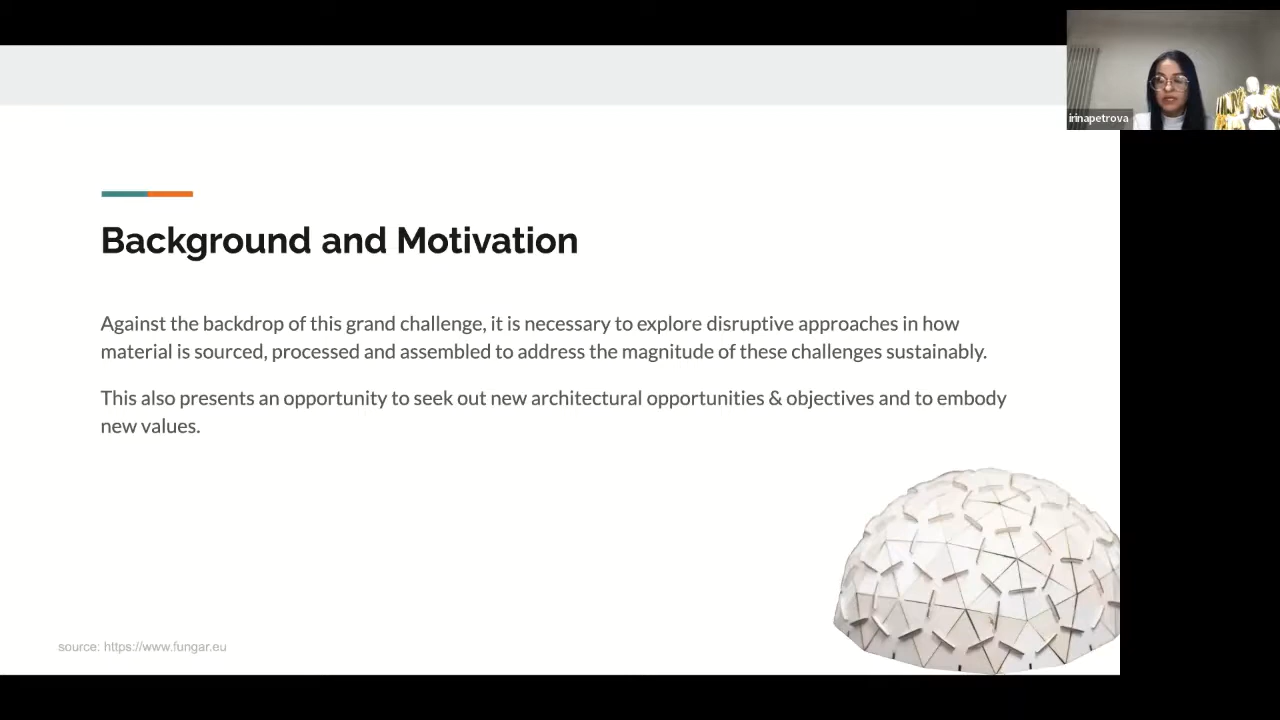 irinapetrova
Background and Motivation
Against the backdrop of this grand challenge, it is necessary to explore disruptive approaches in how
material is sourced, processed and assembled to address the magnitude of these challenges sustainably.
This also presents an opportunity to seek out new architectural opportunities & objectives and to embody
new values.
source: https://www.fungar.eu